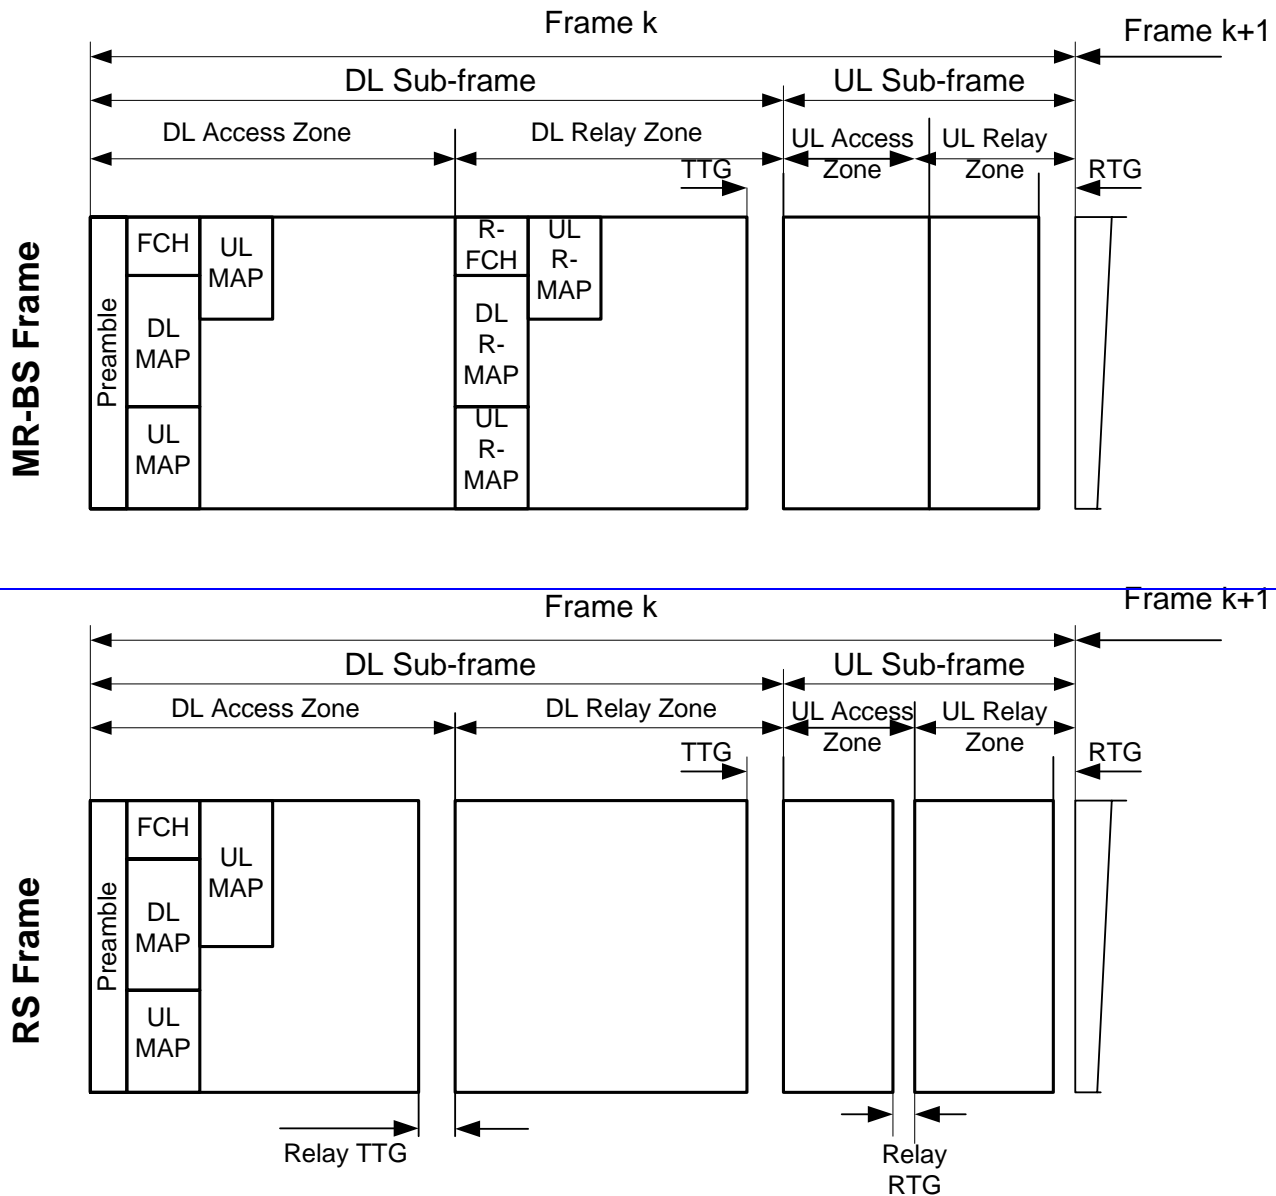 Frame k
Frame k+1
DL Sub-frame
UL Sub-frame
DL Access Zone
DL Relay Zone
UL Access
Zone
UL Relay
Zone
TTG
RTG
MR-BS Frame
Preamble
FCH
DL
MAP
UL
MAP
UL
MAP
R-
FCH
DL
R-
MAP
UL
R-
MAP
UL
R-
MAP
Frame k
Frame k+1
DL Sub-frame
UL Sub-frame
DL Access Zone
DL Relay Zone
UL Access
Zone
UL Relay
Zone
TTG
RTG
RS Frame
Preamble
FCH
DL
MAP
UL
MAP
UL
MAP
Relay TTG
Relay
RTG